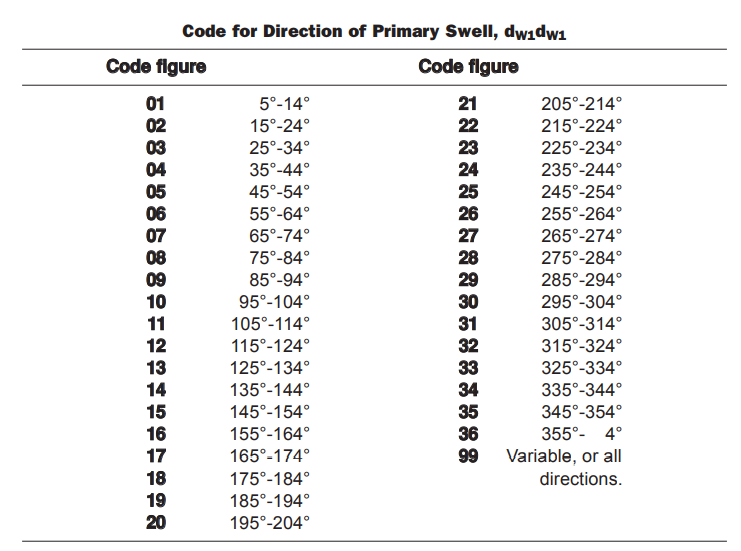 Code for Direction of Primary Swell, dw1dw1
Code figure Code figure
01 5°-14° 21 205°-214°
02 15°-24° 22 215°-224°
03 25°-34° 23 225°-234°
04 35°-44° 24 235°-244°
05 45°-54° 25 245°-254°
06 55°-64° 26 255°-264°
07 65°-74° 27 265°-274°
08 75°-84° 28 275°-284°
09 85°-94° 29 285°-294°
10 95°-104° 30 295°-304°
11 105°-114° 31 305°-314°
12 115°-124° 32 315°-324°
13 125°-134° 33 325°-334°
14 135°-144° 34 335°-344°
15 145°-154° 35 345°-354°
16 155°-164° 36 355°- 4°
17 165°-174° 99 Variable, or all
18 175°-184° directions.
19 185°-194°
20 195°-204°